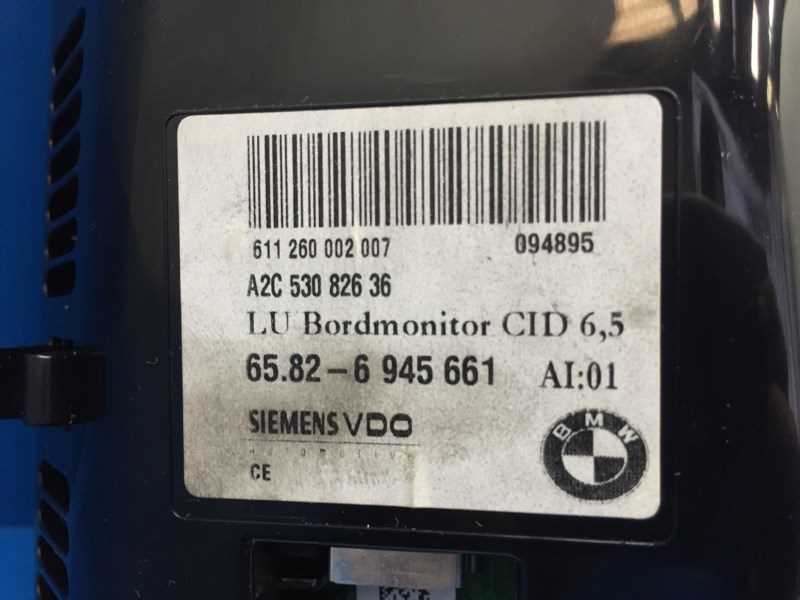 611 260 002 007 094895
A2C 530 826 36
LU Bordmonitor CID 6,5
65.82-6 945 661 AI:01
SIEMENS VDO
CE
BMW